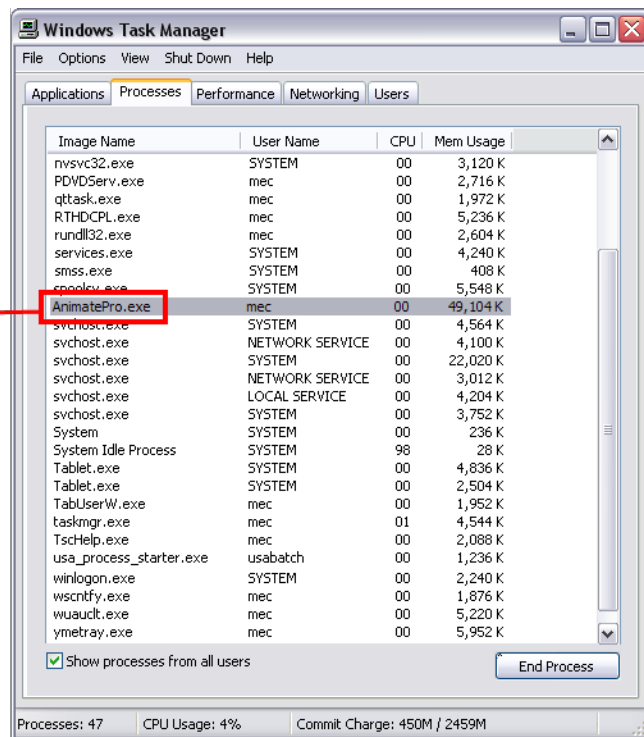 Windows Task Manager
File Options View Shut Down Help
Applications Processes Performance Networking Users
Image Name User Name CPU Mem Usage
nvsvc32.exe SYSTEM 00 3,120 K
PDVDServ.exe mec 00 2,716 K
qttask.exe mec 00 1,972 K
RTHDCPL.exe mec 00 5,236 K
rundll32.exe mec 00 2,604 K
services.exe SYSTEM 00 4,240 K
smss.exe SYSTEM 00 408 K
spoolsv.exe SYSTEM 00 5,548 K
AnimatePro.exe mec 00 49,104 K
svchost.exe SYSTEM 00 4,564 K
svchost.exe NETWORK SERVICE 00 4,100 K
svchost.exe SYSTEM 00 22,020 K
svchost.exe NETWORK SERVICE 00 3,012 K
svchost.exe LOCAL SERVICE 00 4,204 K
svchost.exe SYSTEM 00 3,752 K
System SYSTEM 00 236 K
System Idle Process SYSTEM 98 28 K
Tablet.exe SYSTEM 00 4,836 K
Tablet.exe SYSTEM 00 2,504 K
TabUserW.exe mec 00 1,952 K
taskmgr.exe mec 01 4,544 K
TscHelp.exe mec 00 2,088 K
usa_process_starter.exe usabatch 00 1,236 K
winlogon.exe SYSTEM 00 2,240 K
wscntfy.exe mec 00 1,876 K
wuauclt.exe mec 00 5,220 K
ymetray.exe mec 00 5,952 K
Show processes from all users
End Process
Processes: 47 CPU Usage: 4% Commit Charge: 450M / 2459M